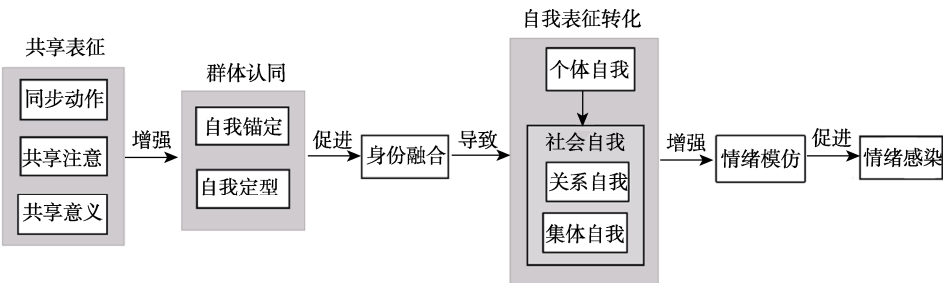 共享表征
同步动作
共享注意
共享意义
增强
群体认同
自我锚定
自我定型
促进
身份融合
导致
自我表征转化
个体自我
社会自我
关系自我
集体自我
增强
情绪模仿
促进
情绪感染